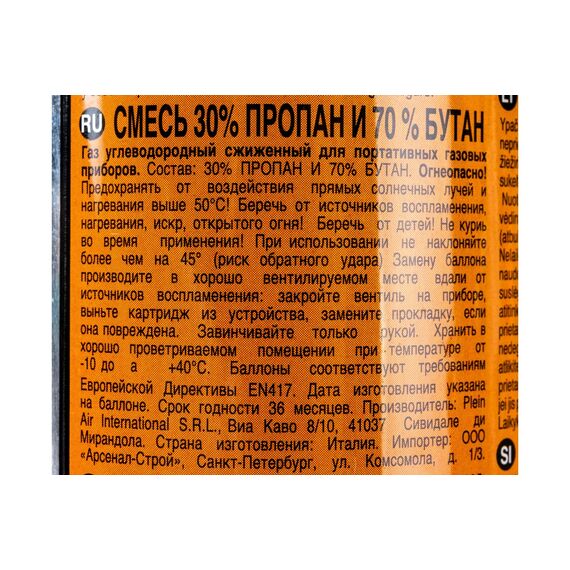 RU СМЕСЬ 30% ПРОПАН И 70 % БУТАН
Газ углеводородный сжиженный для портативных газовых
приборов. Состав: 30% ПРОПАН И 70% БУТАН. Огнеопасно!
Предохранять от воздействия прямых солнечных лучей и
нагревания выше 50°C! Беречь от источников воспламенения,
нагревания, искр, открытого огня! Беречь от детей! Не курить
во время применения! При использовании не наклоняйте
более чем на 45° (риск обратного удара) Замену баллона
производите в хорошо вентилируемом месте вдали от
источников воспламенения: закройте вентиль на приборе,
выньте картридж из устройства, замените прокладку, если
она повреждена. Завинчивайте только рукой. Хранить в
хорошо проветриваемом помещении при температуре от
-10 до а +40°C. Баллоны соответствуют требованиям
Европейской Директивы EN417. Дата изготовления указана
на баллоне. Срок годности 36 месяцев. Производитель: Plein
Air International S.R.L., Виа Каво 8/10, 41037 Сивидале ди
Мирандола. Страна изготовления: Италия. Импортер: ООО
«Арсенал-Строй», Санкт-Петербург, ул. Комсомола, д. 1/3.
LT
SI